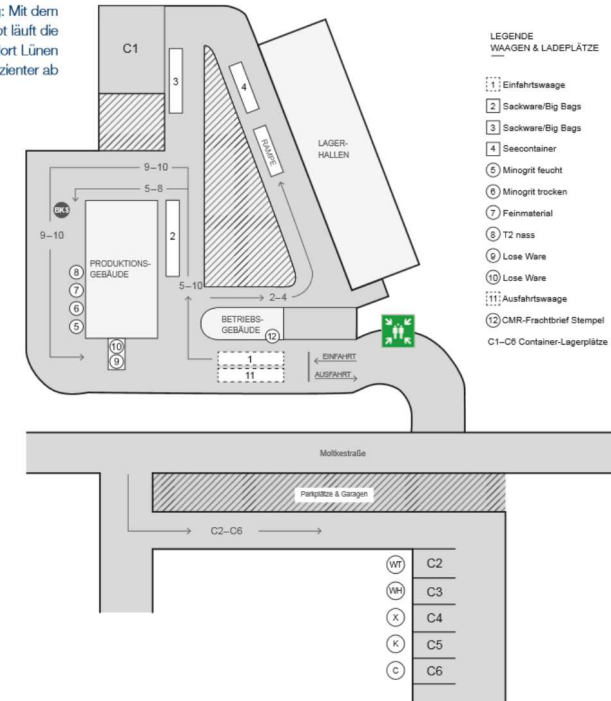 : Mit dem
ot läuft die
ort Lünen
zienter ab
LEGENDE
WAAGEN & LADEPLÄTZE
1 Einfahrtswaage
2 Sackware/Big Bags
3 Sackware/Big Bags
4 Seecontainer
5 Minogrit feucht
6 Minogrit trocken
7 Feinmaterial
8 T2 nass
9 Lose Ware
10 Lose Ware
11 Ausfahrtswaage
12 CMR-Frachtbrief Stempel
C1–C6 Container-Lagerplätze
C1
3
4
RAMPE
LAGER-
HALLEN
9–10
5–8
9–10
PRODUKTIONS-
GEBÄUDE
2
8
7
6
5
10
9
5–10
2–4
BETRIEBS-
GEBÄUDE
12
1
11
EINFAHRT
AUSFAHRT
Moltkestraße
Parkplätze & Garagen
C2–C6
WT C2
WH C3
X C4
K C5
C C6